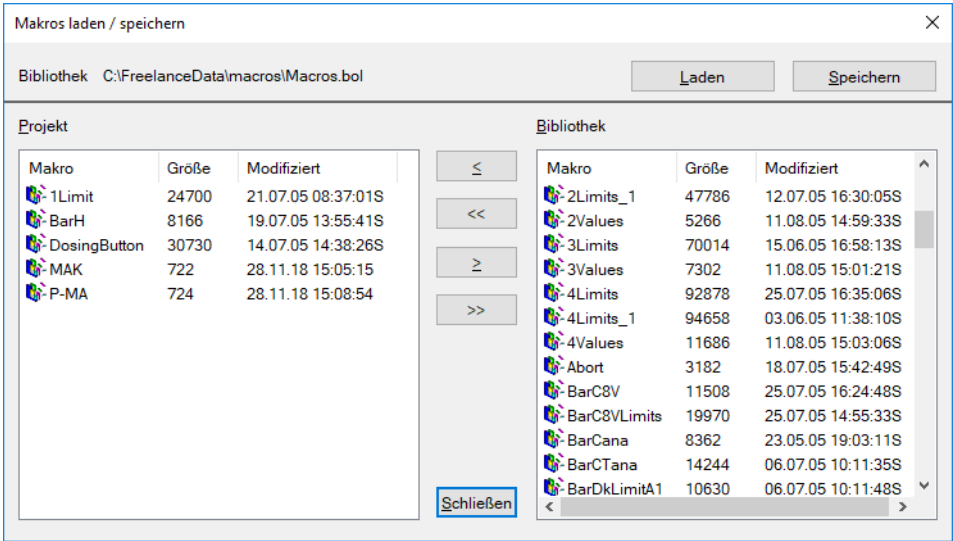 Makros laden / speichern
Bibliothek C:\FreelanceData\macros\Macros.bol
Laden
Speichern
Projekt
Makro Größe Modifiziert
1Limit 24700 21.07.05 08:37:01S
BarH 8166 19.07.05 13:55:41S
DosingButton 30730 14.07.05 14:38:26S
MAK 722 28.11.18 15:05:15
P-MA 724 28.11.18 15:08:54
<
<<
>
>>
Schließen
Bibliothek
Makro Größe Modifiziert
2Limits_1 47786 12.07.05 16:30:05S
2Values 5266 11.08.05 14:59:33S
3Limits 70014 15.06.05 16:58:13S
3Values 7302 11.08.05 15:01:21S
4Limits 92878 25.07.05 16:35:06S
4Limits_1 94658 03.06.05 11:38:10S
4Values 11686 11.08.05 15:03:06S
Abort 3182 18.07.05 15:42:49S
BarC8V 11508 25.07.05 16:24:48S
BarC8VLimits 19970 25.07.05 14:55:33S
BarCana 8362 23.05.05 19:03:11S
BarCTana 14244 06.07.05 10:11:35S
BarDkLimitA1 10630 06.07.05 10:11:48S